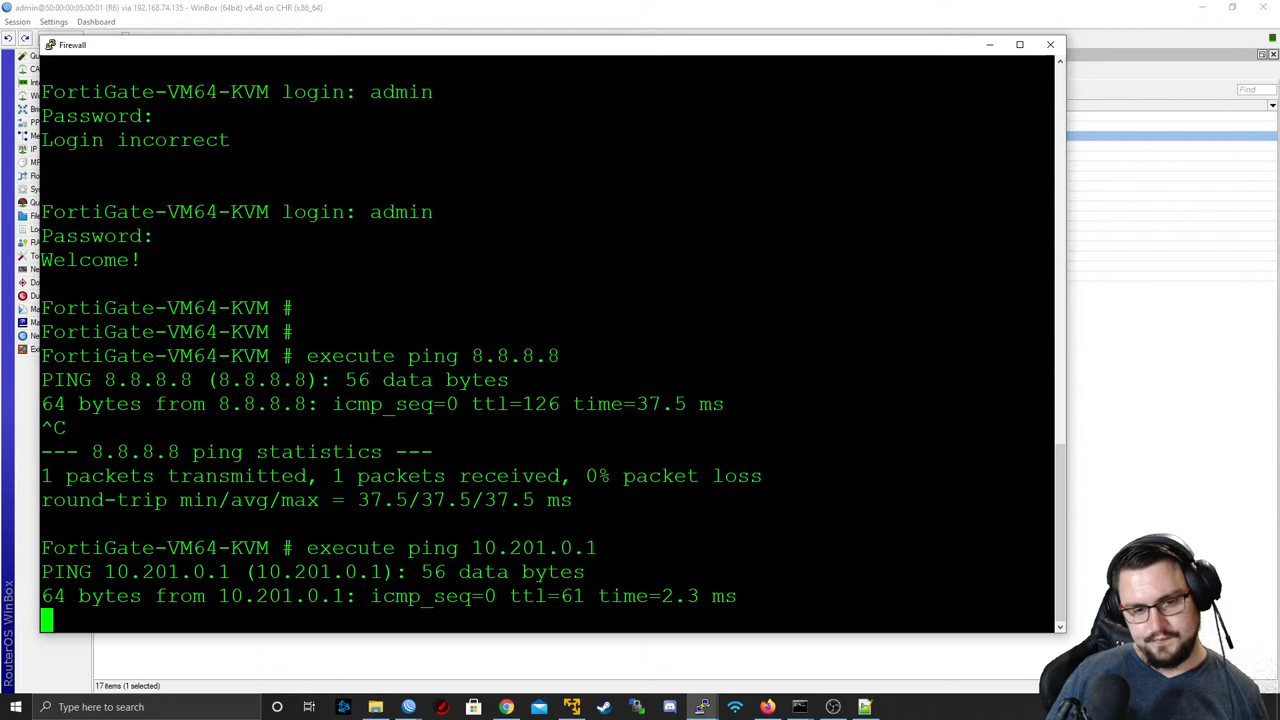 admin@50:00:00:05:00:01 (R6) via 192.168.74.135 - WinBox (64bit) v6.48 on CHR (x86_64)
Session Settings Dashboard
Firewall
Find
FortiGate-VM64-KVM login: admin
Password:
Login incorrect
FortiGate-VM64-KVM login: admin
Password:
Welcome!
FortiGate-VM64-KVM #
FortiGate-VM64-KVM #
FortiGate-VM64-KVM # execute ping 8.8.8.8
PING 8.8.8.8 (8.8.8.8): 56 data bytes
64 bytes from 8.8.8.8: icmp_seq=0 ttl=126 time=37.5 ms
^C
--- 8.8.8.8 ping statistics ---
1 packets transmitted, 1 packets received, 0% packet loss
round-trip min/avg/max = 37.5/37.5/37.5 ms
FortiGate-VM64-KVM # execute ping 10.201.0.1
PING 10.201.0.1 (10.201.0.1): 56 data bytes
64 bytes from 10.201.0.1: icmp_seq=0 ttl=61 time=2.3 ms
RouterOS WinBox
17 items (1 selected)
Type here to search